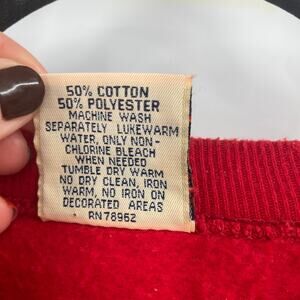 50% COTTON
50% POLYESTER
MACHINE WASH
SEPARATELY LUKEWARM
WATER, ONLY NON-
CHLORINE BLEACH
WHEN NEEDED
TUMBLE DRY WARM
NO DRY CLEAN, IRON
WARM, NO IRON ON
DECORATED AREAS
RN78962